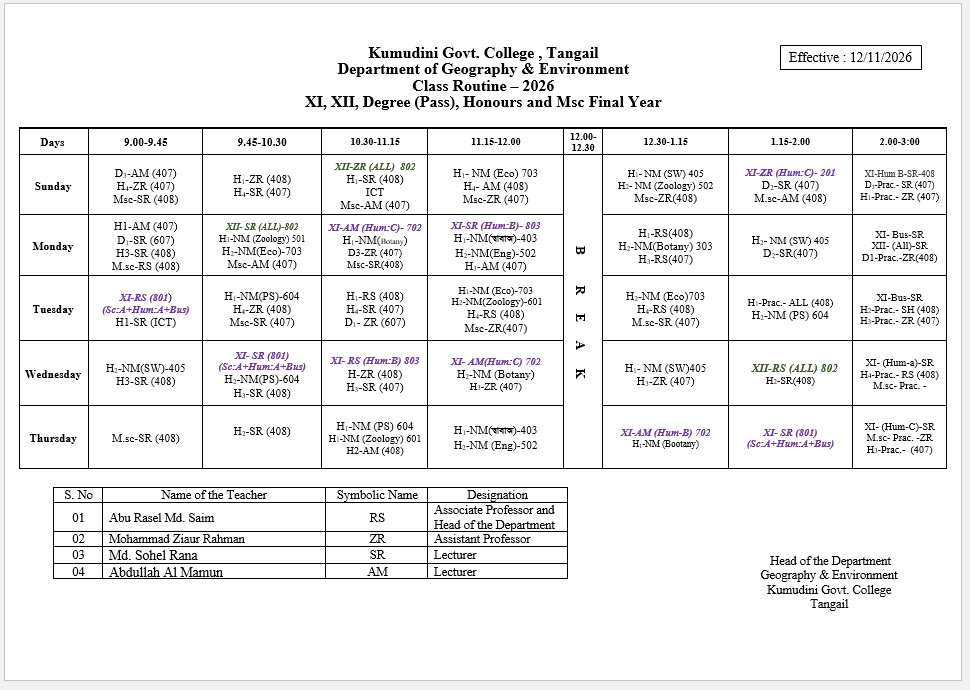 Kumudini Govt. College , Tangail
Department of Geography & Environment
Class Routine – 2026
XI, XII, Degree (Pass), Honours and Msc Final Year
Effective : 12/11/2026
Days 9.00-9.45 9.45-10.30 10.30-11.15 11.15-12.00 12.00-12.30 12.30-1.15 1.15-2.00 2.00-3:00
Sunday
D₃-AM (407)
H₄-ZR (407)
Msc-SR (408)
H₁-ZR (408)
H₄-SR (407)
XII-ZR (ALL) 802
H₁-SR (408)
ICT
Msc-AM (407)
H₁- NM (Eco) 703
H₄- AM (408)
Msc-ZR (407)
H₁- NM (SW) 405
H₂- NM (Zoology) 502
Msc-ZR(408)
XI-ZR (Hum:C)- 201
D₂-SR (407)
M.sc-AM (408)
XI-Hum B-SR-408
D₃-Prac.- SR (407)
H₁-Prac.- ZR (407)
Monday
H1-AM (407)
D₁-SR (607)
H3-SR (408)
M.sc-RS (408)
XII- SR (ALL)-802
H₁-NM (Zoology) 501
H₂-NM(Eco)-703
Msc-AM (407)
XI-AM (Hum:C)- 702
H₁-NM(Botany)
D3-ZR (407)
Msc-SR(408)
XI-SR (Hum:B)- 803
H₁-NM(স্বাবাজ)-403
H₂-NM(Eng)-502
H₃-AM (407)
H₁-RS(408)
H₂-NM(Botany) 303
H₃-RS(407)
H₂- NM (SW) 405
D₂-SR(407)
XI- Bus-SR
XII- (All)-SR
D1-Prac.-ZR(408)
Tuesday
XI-RS (801)
(Sc:A+Hum:A+Bus)
H1-SR (ICT)
H₁-NM(PS)-604
H₄-ZR (408)
Msc-SR (407)
H₁-RS (408)
H₄-SR (407)
D₁- ZR (607)
H₁-NM (Eco)-703
H₂-NM(Zoology)-601
H₄-RS (408)
Msc-ZR(407)
H₂-NM (Eco)703
H₄-RS (408)
M.sc-SR (407)
H₁-Prac.- ALL (408)
H₂-NM (PS) 604
XI-Bus-SR
H₂-Prac.- SH (408)
H₃-Prac.- ZR (407)
Wednesday
H₂-NM(SW)-405
H3-SR (408)
XI- SR (801)
(Sc:A+Hum:A+Bus)
H₂-NM(PS)-604
H₃-SR (408)
XI- RS (Hum:B) 803
H-ZR (408)
H₃-SR (407)
XI- AM(Hum:C) 702
H₂-NM (Botany)
H₃-ZR (407)
H₁- NM (SW)405
H₃-ZR (407)
XII-RS (ALL) 802
H₂-SR(408)
XI- (Hum-a)-SR
H₄-Prac.- RS (408)
M.sc- Prac. -
Thursday
M.sc-SR (408)
H₂-SR (408)
H₁-NM (PS) 604
H₁-NM (Zoology) 601
H2-AM (408)
H₁-NM(স্বাবাজ)-403
H₂-NM (Eng)-502
XI-AM (Hum-B) 702
H₁-NM (Bootany)
XI- SR (801)
(Sc:A+Hum:A+Bus)
XI- (Hum-C)-SR
M.sc- Prac. -ZR
H₃-Prac.- (407)
B R E A K
S. No Name of the Teacher Symbolic Name Designation
01 Abu Rasel Md. Saim RS Associate Professor and
Head of the Department
02 Mohammad Ziaur Rahman ZR Assistant Professor
03 Md. Sohel Rana SR Lecturer
04 Abdullah Al Mamun AM Lecturer
Head of the Department
Geography & Environment
Kumudini Govt. College
Tangail